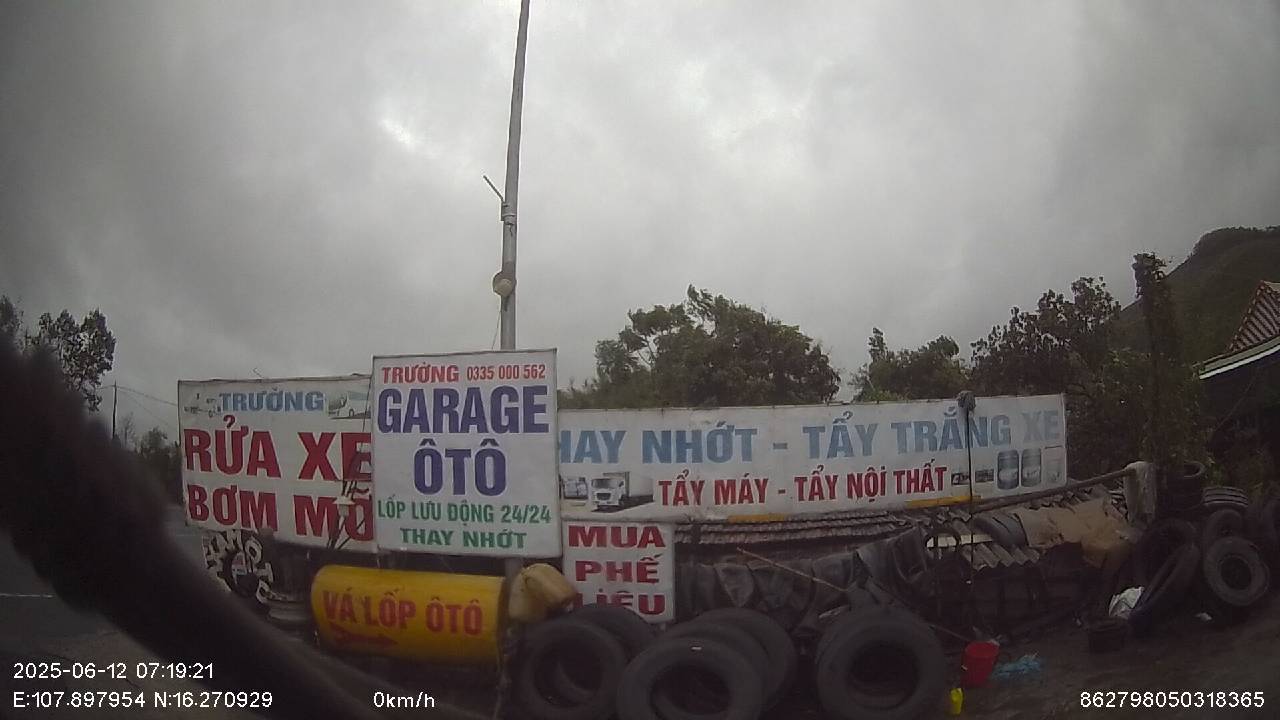 TRƯỜNG
RỬA XE
BƠM MỠ
TRƯỜNG 0335 000 562
GARAGE
ÔTÔ
LỐP LƯU ĐỘNG 24/24
THAY NHỚT
HAY NHỚT - TẨY TRẮNG XE
TẨY MÁY - TẨY NỘI THẤT
MUA
PHẾ
LIỆU
VÁ LỐP ÔTÔ
2025-06-12 07:19:21
E:107.897954 N:16.270929
0km/h
862798050318365